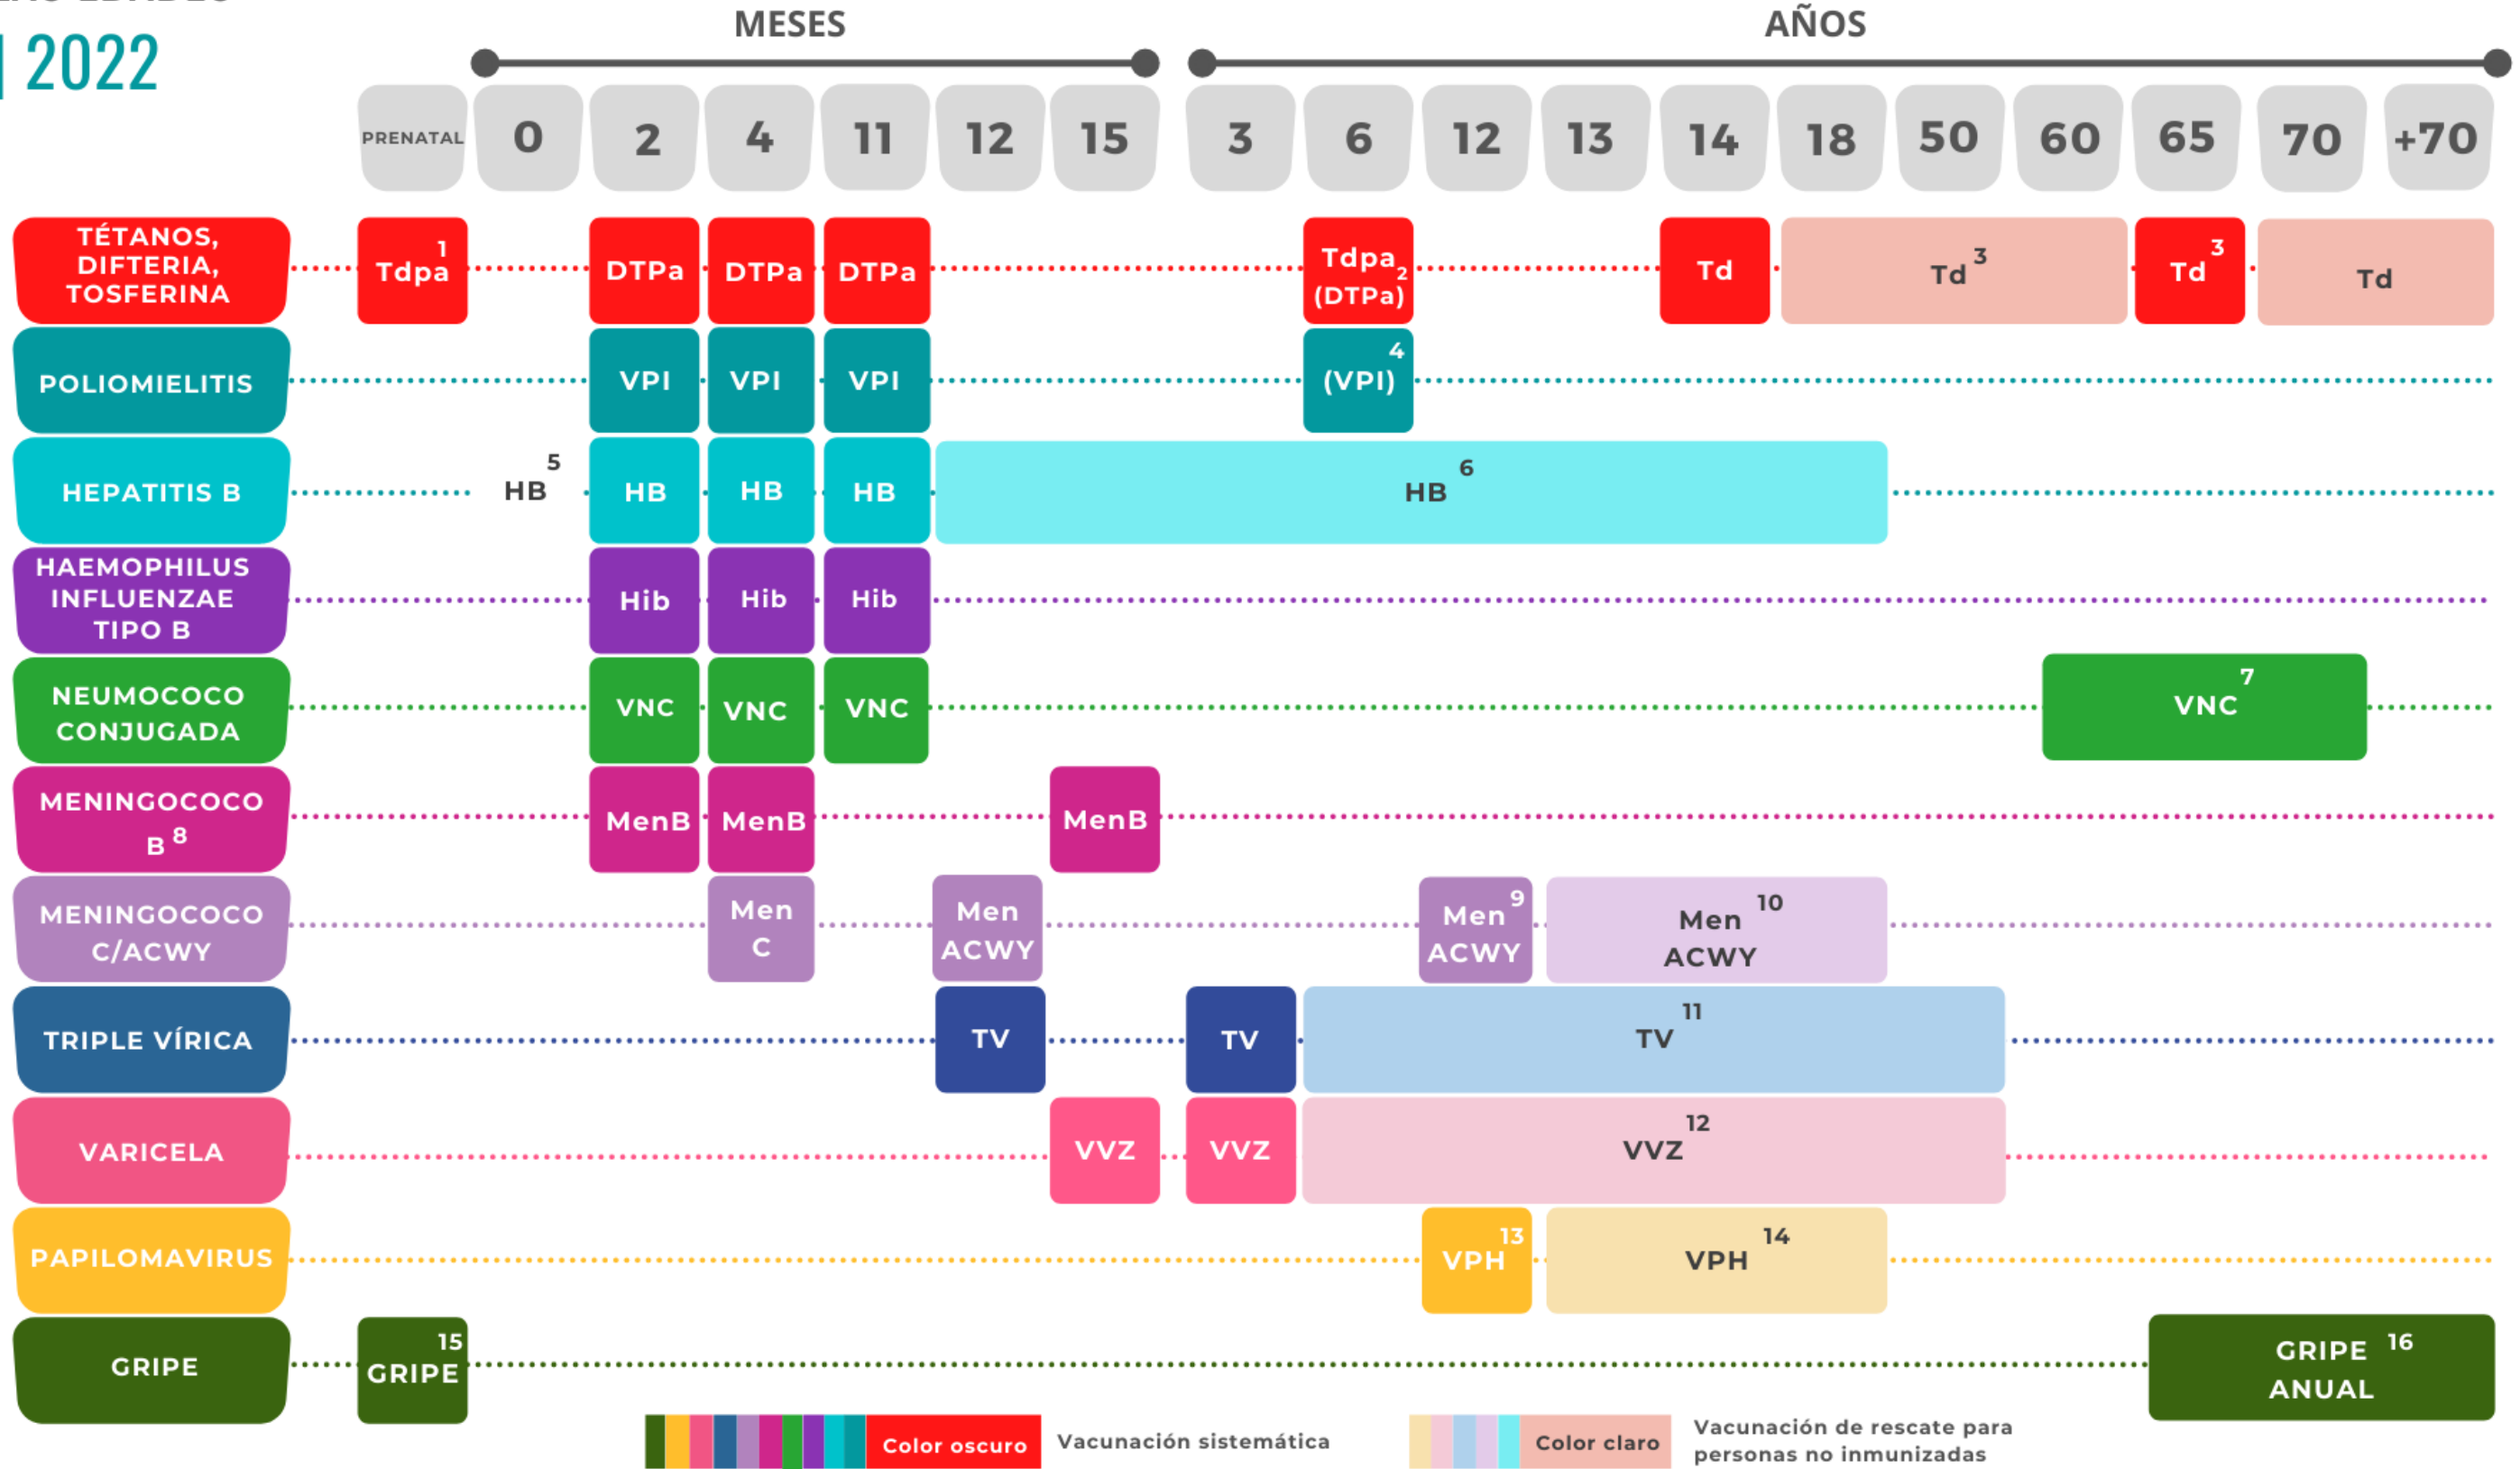 2022
MESES
AÑOS
PRENATAL 0 2 4 11 12 15 3 6 12 13 14 18 50 60 65 70 +70
TÉTANOS,
DIFTERIA,
TOSFERINA
Tdpa 1
DTPa DTPa DTPa
Tdpa 2
(DTPa)
Td
Td 3
Td 3
Td
POLIOMIELITIS
VPI VPI VPI
(VPI) 4
HEPATITIS B
HB 5
HB HB HB
HB 6
HAEMOPHILUS
INFLUENZAE
TIPO B
Hib Hib Hib
NEUMOCOCO
CONJUGADA
VNC VNC VNC
VNC 7
MENINGOCOCO
B 8
MenB MenB MenB
MENINGOCOCO
C/ACWY
Men
C
Men
ACWY
Men 9
ACWY
Men 10
ACWY
TRIPLE VÍRICA
TV TV
TV 11
VARICELA
VVZ VVZ
VVZ 12
PAPILOMAVIRUS
VPH 13
VPH 14
GRIPE
GRIPE 15
GRIPE 16
ANUAL
Color oscuro
Vacunación sistemática
Color claro
Vacunación de rescate para
personas no inmunizadas